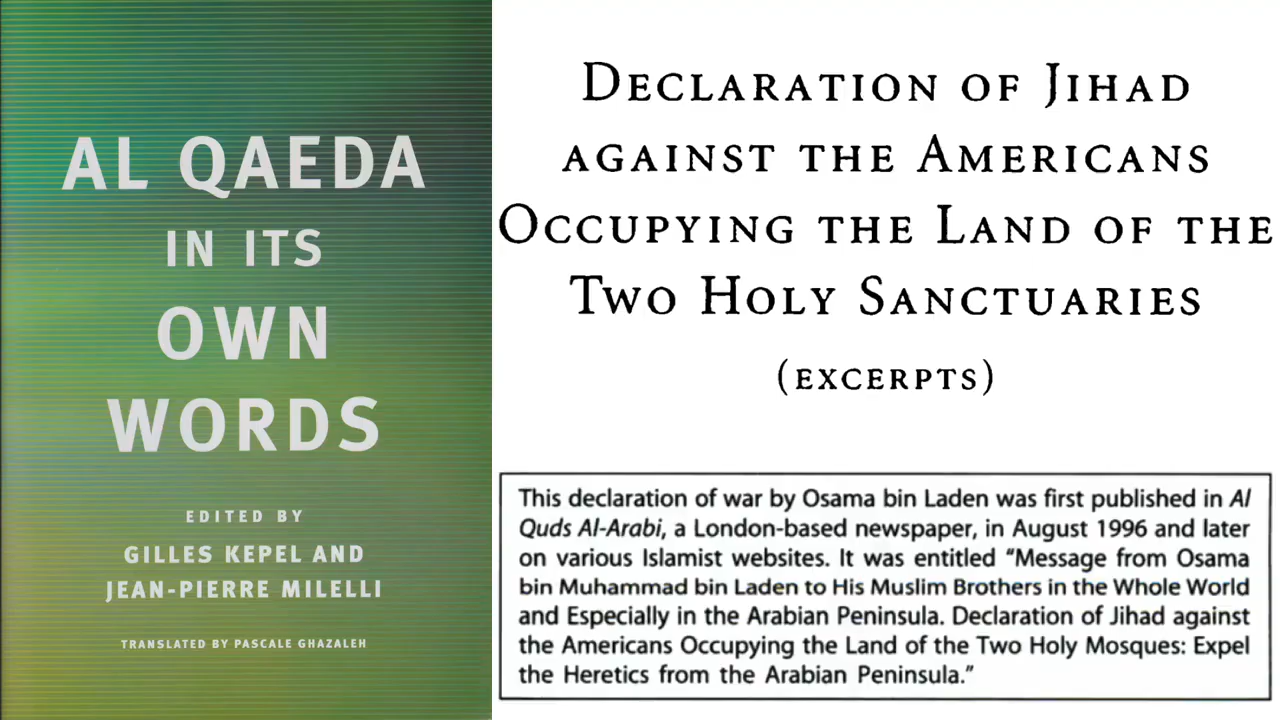 AL QAEDA
IN ITS
OWN
WORDS
EDITED BY
GILLES KEPEL AND
JEAN-PIERRE MILELLI
TRANSLATED BY PASCALE GHAZALEH
DECLARATION OF JIHAD
AGAINST THE AMERICANS
OCCUPYING THE LAND OF THE
TWO HOLY SANCTUARIES
(EXCERPTS)
This declaration of war by Osama bin Laden was first published in Al
Quds Al-Arabi, a London-based newspaper, in August 1996 and later
on various Islamist websites. It was entitled “Message from Osama
bin Muhammad bin Laden to His Muslim Brothers in the Whole World
and Especially in the Arabian Peninsula. Declaration of Jihad against
the Americans Occupying the Land of the Two Holy Mosques: Expel
the Heretics from the Arabian Peninsula.”